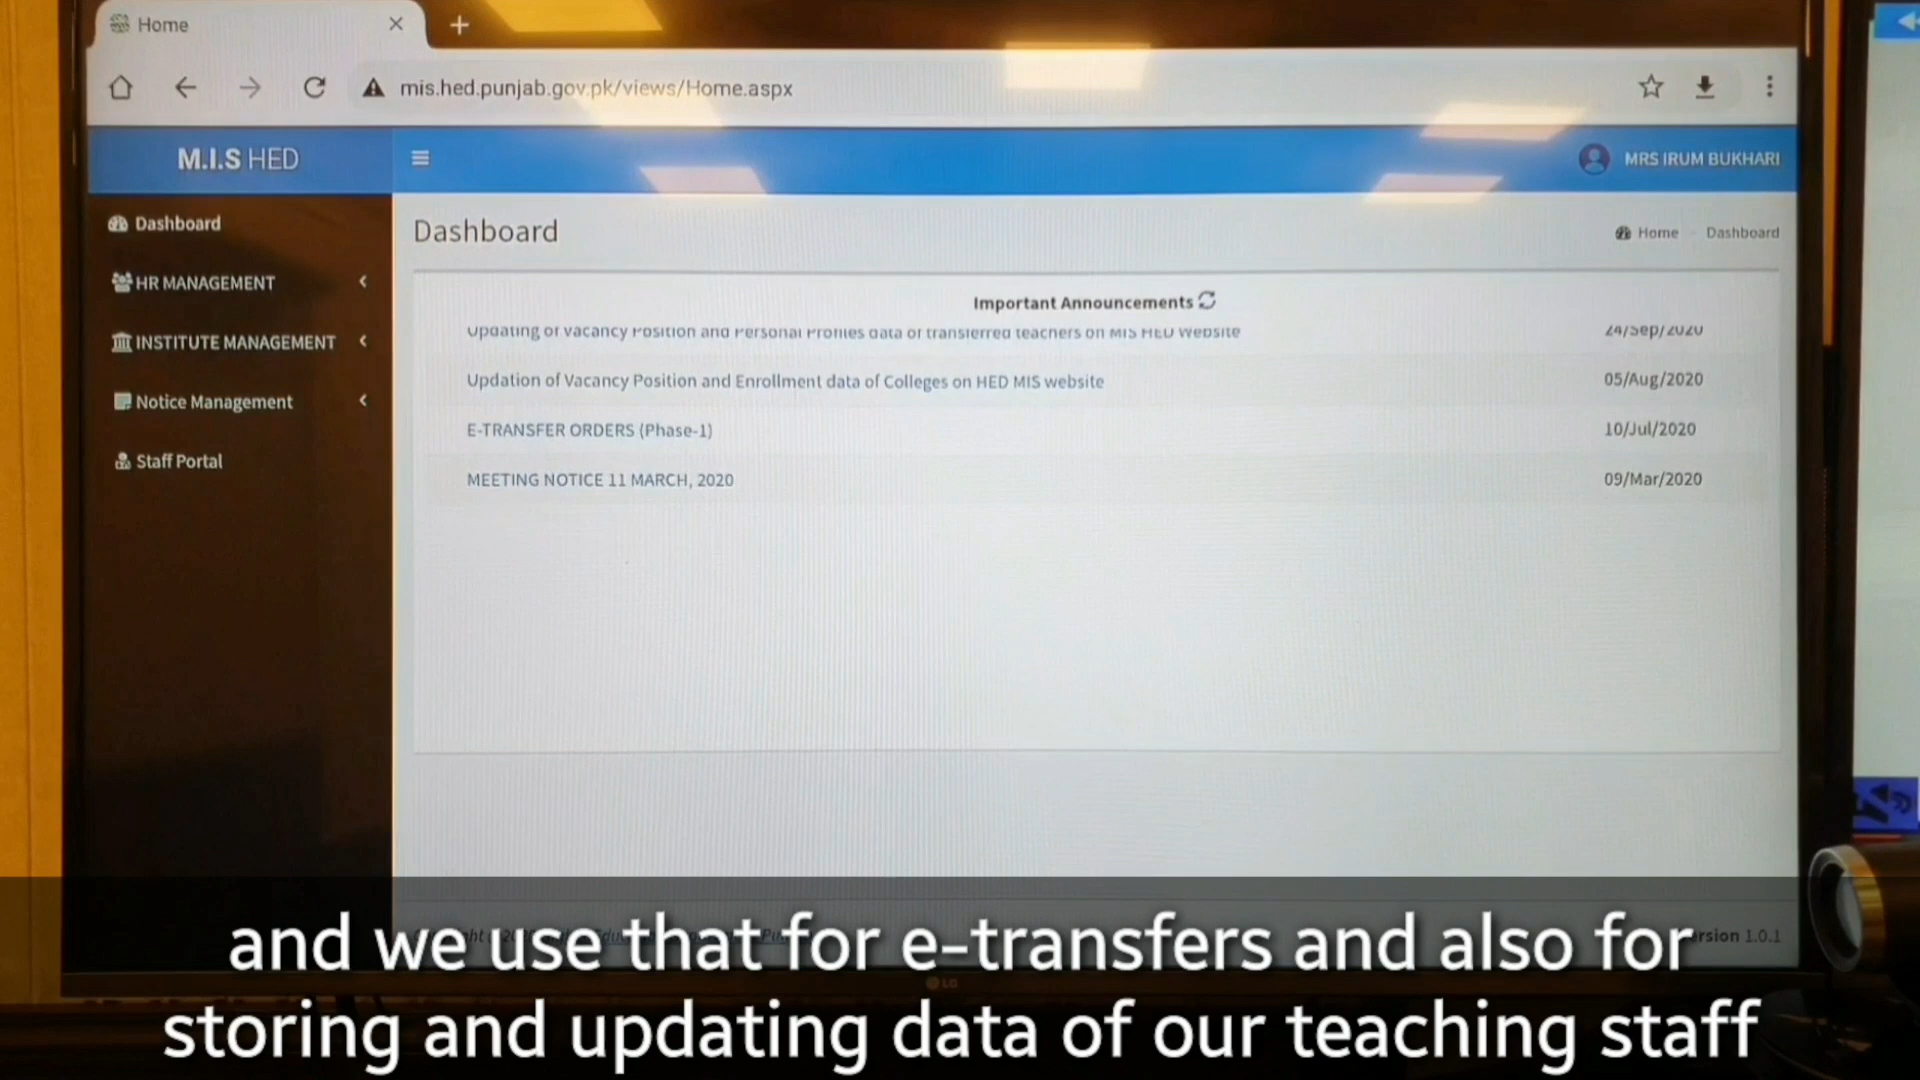 Home
mis.hed.punjab.gov.pk/views/Home.aspx
M.I.S HED
MRS IRUM BUKHARI
Dashboard
HR MANAGEMENT
INSTITUTE MANAGEMENT
Notice Management
Staff Portal
Dashboard
Home Dashboard
Important Announcements
Updating of Vacancy Position and Personal Profiles data of transferred teachers on MIS HED Website 24/Sep/2020
Updation of Vacancy Position and Enrollment data of Colleges on HED MIS website 05/Aug/2020
E-TRANSFER ORDERS (Phase-1) 10/Jul/2020
MEETING NOTICE 11 MARCH, 2020 09/Mar/2020
1.0.1
LG
and we use that for e-transfers and also for
storing and updating data of our teaching staff